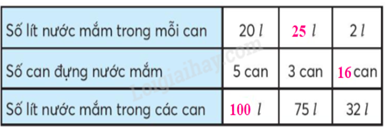 Số lít nước mắm trong mỗi can 20 l 25 l 2 l
Số can đựng nước mắm 5 can 3 can 16 can
Số lít nước mắm trong các can 100 l 75 l 32 l